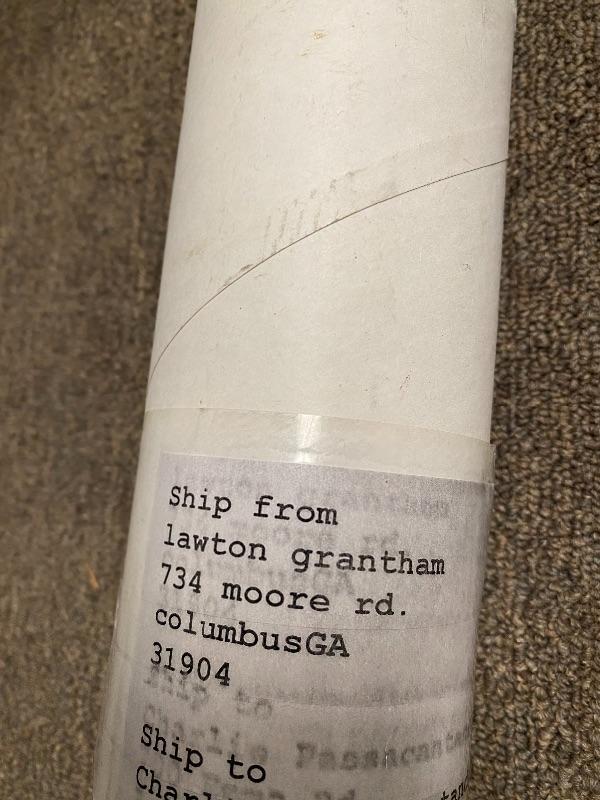 Ship from
lawton grantham
734 moore rd.
columbusGA
31904
Ship to